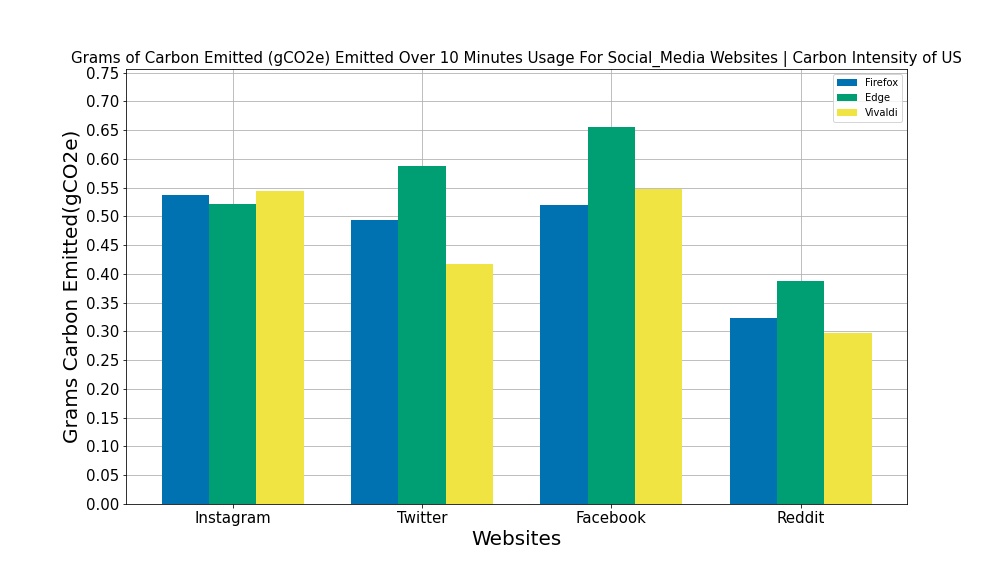 Grams of Carbon Emitted (gCO2e) Emitted Over 10 Minutes Usage For Social_Media Websites | Carbon Intensity of US
Firefox
Edge
Vivaldi
Grams Carbon Emitted(gCO2e)
0.75
0.70
0.65
0.60
0.55
0.50
0.45
0.40
0.35
0.30
0.25
0.20
0.15
0.10
0.05
0.00
Instagram Twitter Facebook Reddit
Websites